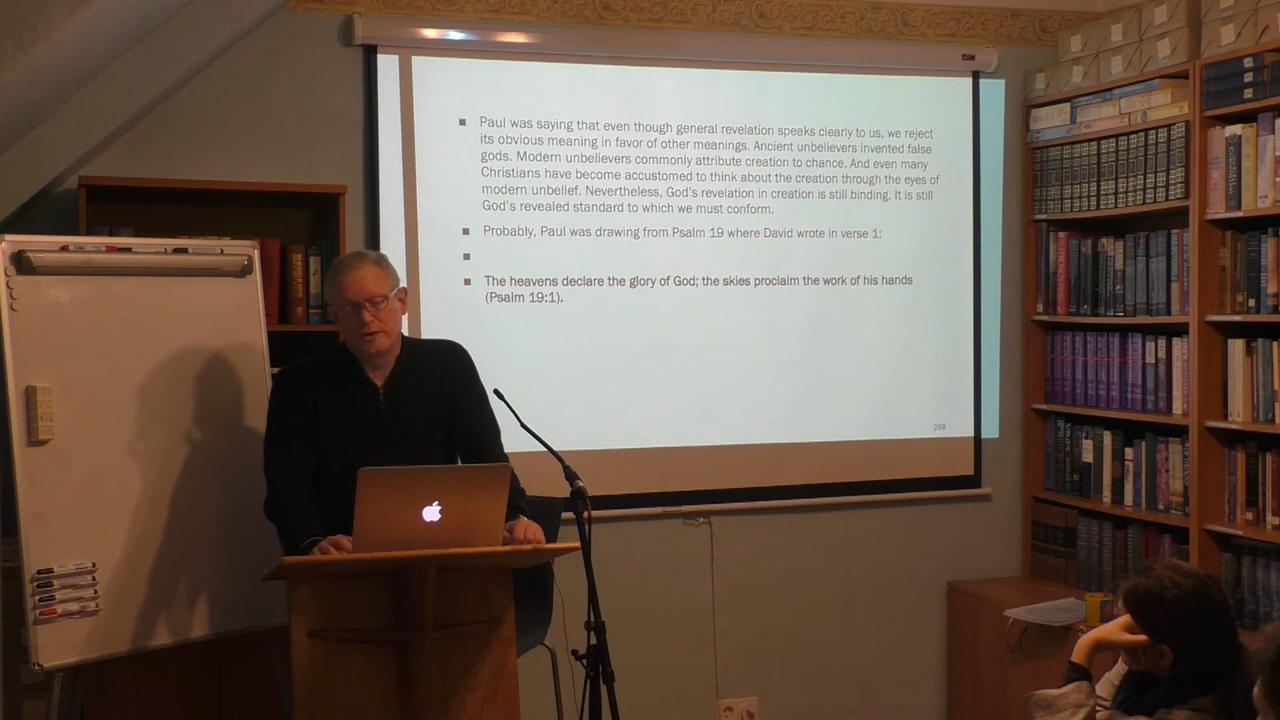 Paul was saying that even though general revelation speaks clearly to us, we reject
its obvious meaning in favor of other meanings. Ancient unbelievers invented false
gods. Modern unbelievers commonly attribute creation to chance. And even many
Christians have become accustomed to think about the creation through the eyes of
modern unbelief. Nevertheless, God's revelation in creation is still binding. It is still
God's revealed standard to which we must conform.
Probably, Paul was drawing from Psalm 19 where David wrote in verse 1:
The heavens declare the glory of God; the skies proclaim the work of his hands
(Psalm 19:1).